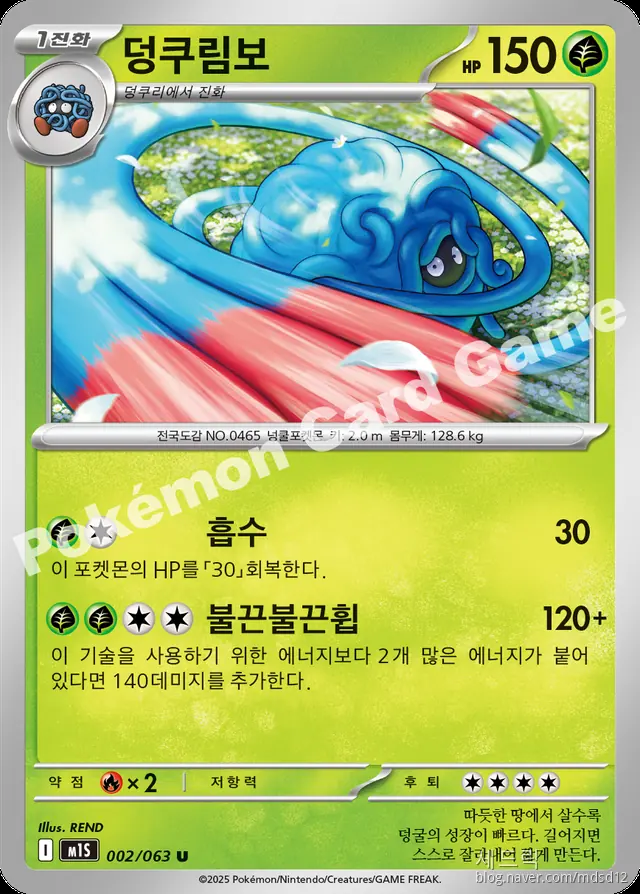 1진화
덩쿠림보
HP 150
덩쿠리에서 진화
전국도감 NO.0465 넝쿨포켓몬 키: 2.0 m 몸무게: 128.6 kg
Pokémon Card Game
흡수 30
이 포켓몬의 HP를 「30」 회복한다.
불끈불끈휩 120+
이 기술을 사용하기 위한 에너지보다 2개 많은 에너지가 붙어
있다면 140데미지를 추가한다.
약점 ×2 저항력 후퇴
Illus. REND
I M1S 002/063 U
따뜻한 땅에서 살수록
덩굴의 성장이 빠르다. 길어지면
스스로 잘라내어 짧게 만든다.
blog.naver.com/mdsd12
©2025 Pokémon/Nintendo/Creatures/GAME FREAK.